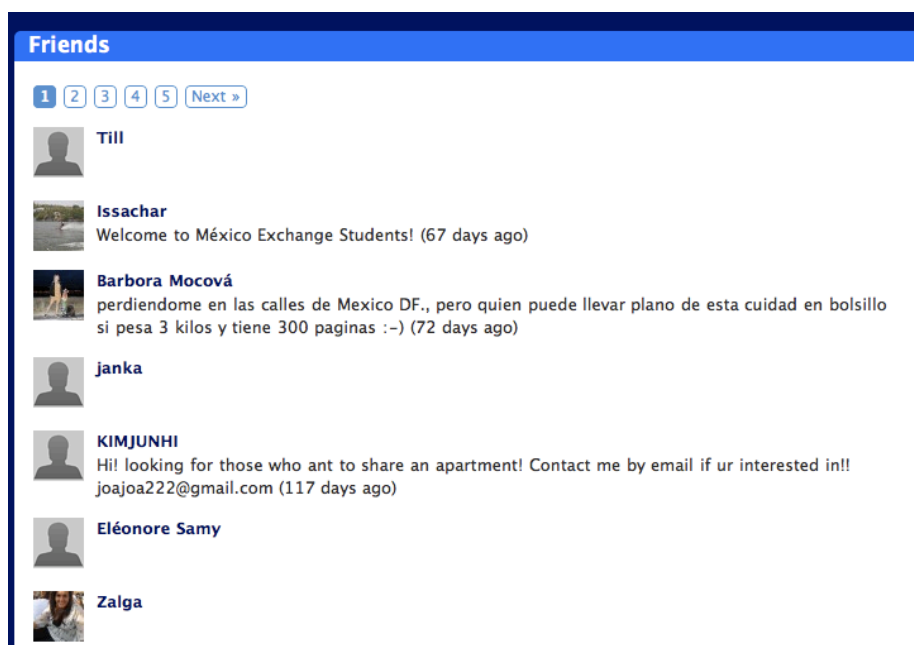 Friends
1 2 3 4 5 Next »
Till
Issachar
Welcome to México Exchange Students! (67 days ago)
Barbora Mocová
perdiendome en las calles de Mexico DF., pero quien puede llevar plano de esta cuidad en bolsillo
si pesa 3 kilos y tiene 300 paginas :-) (72 days ago)
janka
KIMJUNHI
Hi! looking for those who ant to share an apartment! Contact me by email if ur interested in!!
joajoa222@gmail.com (117 days ago)
Eléonore Samy
Zalga